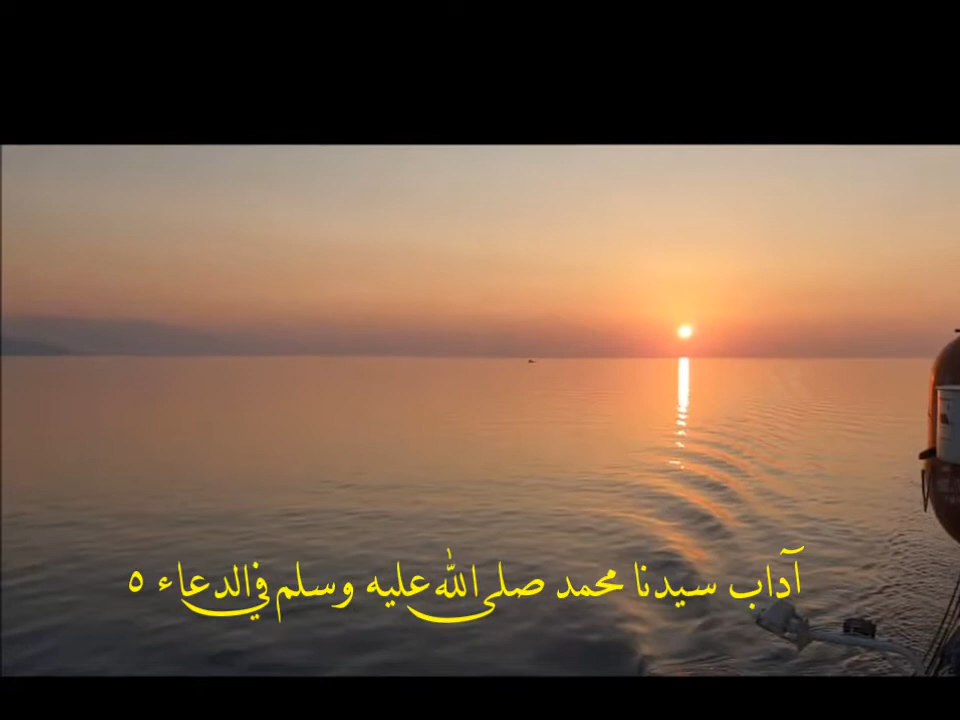 آداب سيدنا محمد صلى الله عليه وسلم في الدعاء ٥